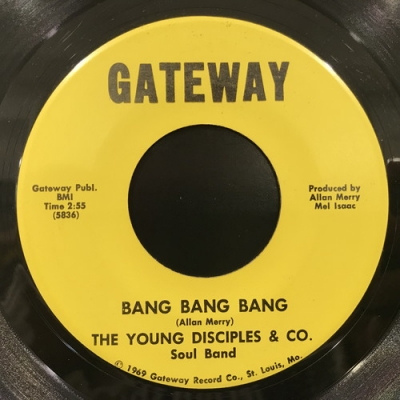 GATEWAY
Gateway Publ.
BMI
Time 2:55
(5836)
Produced by
Allan Merry
Mel Isaac
BANG BANG BANG
(Allan Merry)
THE YOUNG DISCIPLES & CO.
Soul Band
© 1969 Gateway Record Co., St. Louis, Mo.